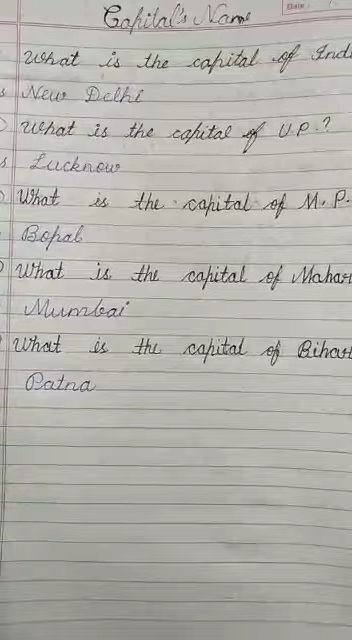 Capital's Name
Date
What is the capital of Indi
s New Delhi
What is the capital of U.P.?
s Lucknow
What is the capital of M.P.
Bopal
What is the capital of Mahar
Mumbai
What is the capital of Bihar
Patna